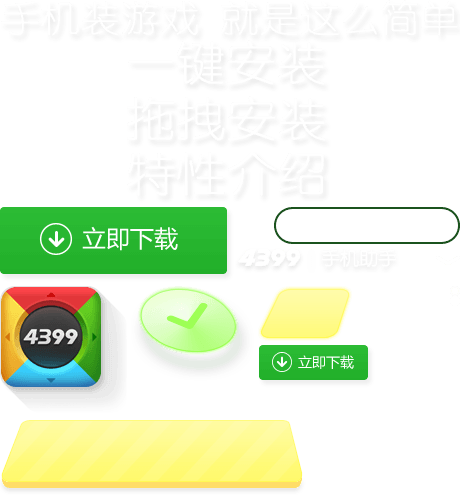 手机装游戏 就是这么简单
一键安装
拖拽安装
特性介绍
立即下载
4399 手机助手
4399
立即下载